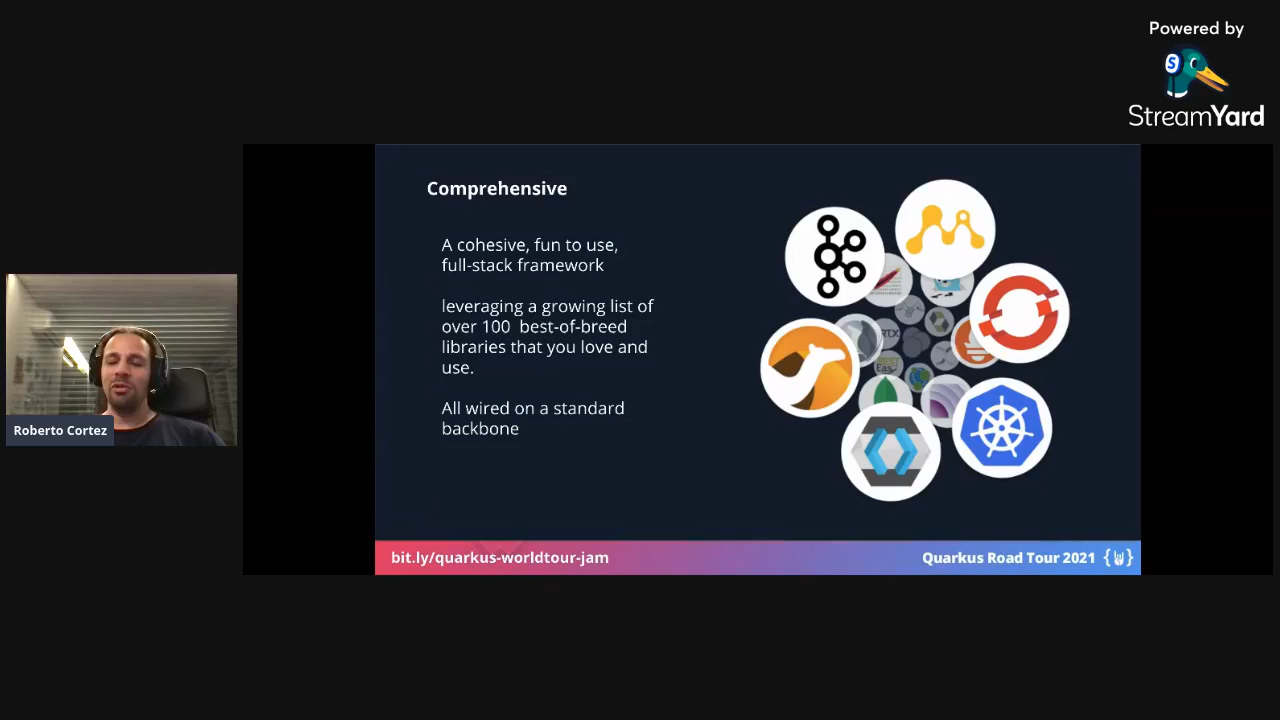 Powered by
StreamYard
Comprehensive
A cohesive, fun to use,
full-stack framework
leveraging a growing list of
over 100 best-of-breed
libraries that you love and
use.
All wired on a standard
backbone
Roberto Cortez
bit.ly/quarkus-worldtour-jam
Quarkus Road Tour 2021